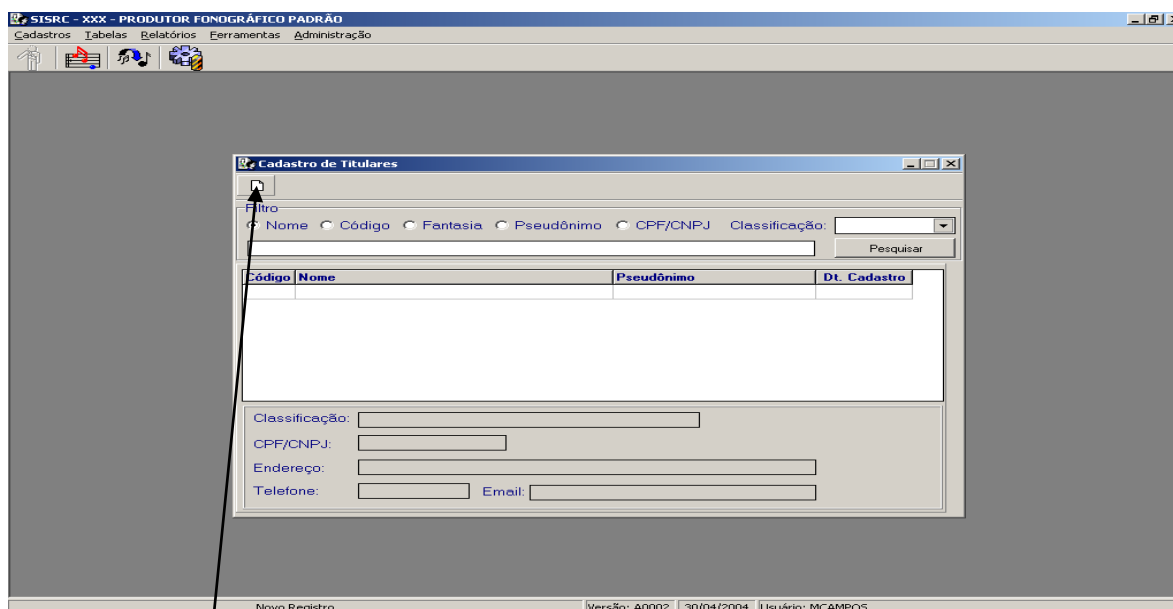 SISRC - XXX - PRODUTOR FONOGRÁFICO PADRÃO
Cadastros Tabelas Relatórios Ferramentas Administração
Cadastro de Titulares
Filtro
Nome Código Fantasia Pseudônimo CPF/CNPJ Classificação:
Pesquisar
Código Nome Pseudônimo Dt. Cadastro
Classificação:
CPF/CNPJ:
Endereço:
Telefone: Email:
Novo Registro Versão: A0002 30/04/2004 Usuário: MCAMPOS